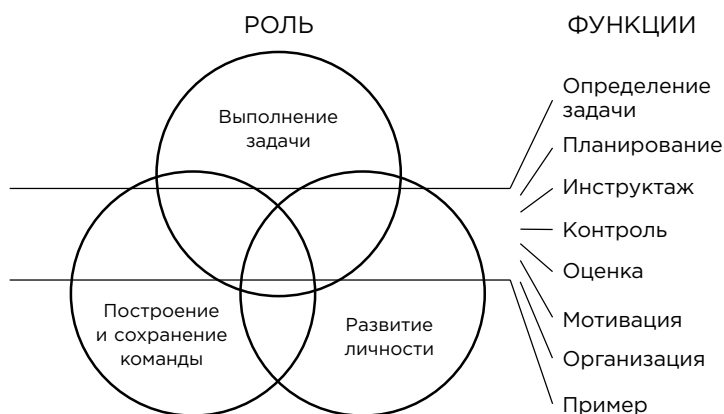 РОЛЬ
ФУНКЦИИ
Выполнение
задачи
Построение
и сохранение
команды
Развитие
личности
Определение
задачи
Планирование
Инструктаж
Контроль
Оценка
Мотивация
Организация
Пример